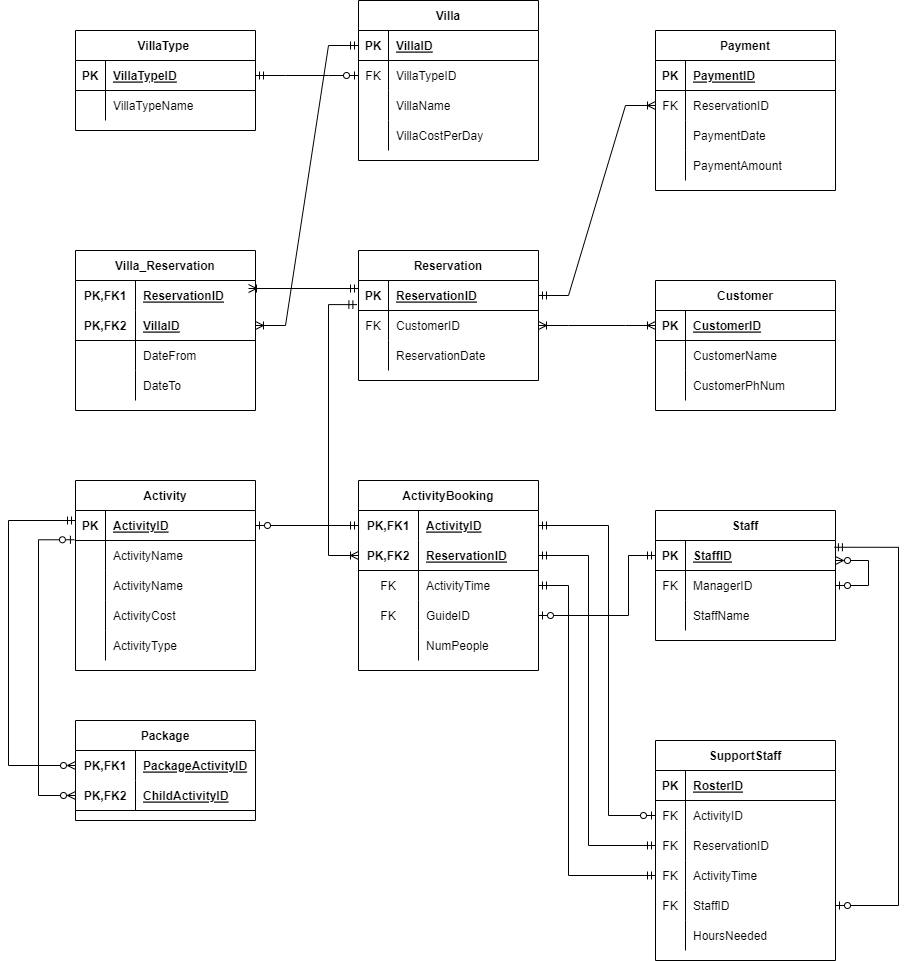 VillaType
PK VillaTypeID
VillaTypeName
Villa
PK VillaID
FK VillaTypeID
VillaName
VillaCostPerDay
Payment
PK PaymentID
FK ReservationID
PaymentDate
PaymentAmount
Villa_Reservation
PK,FK1 ReservationID
PK,FK2 VillaID
DateFrom
DateTo
Reservation
PK ReservationID
FK CustomerID
ReservationDate
Customer
PK CustomerID
CustomerName
CustomerPhNum
Activity
PK ActivityID
ActivityName
ActivityName
ActivityCost
ActivityType
ActivityBooking
PK,FK1 ActivityID
PK,FK2 ReservationID
FK ActivityTime
FK GuideID
NumPeople
Staff
PK StaffID
FK ManagerID
StaffName
Package
PK,FK1 PackageActivityID
PK,FK2 ChildActivityID
SupportStaff
PK RosterID
FK ActivityID
FK ReservationID
FK ActivityTime
FK StaffID
HoursNeeded